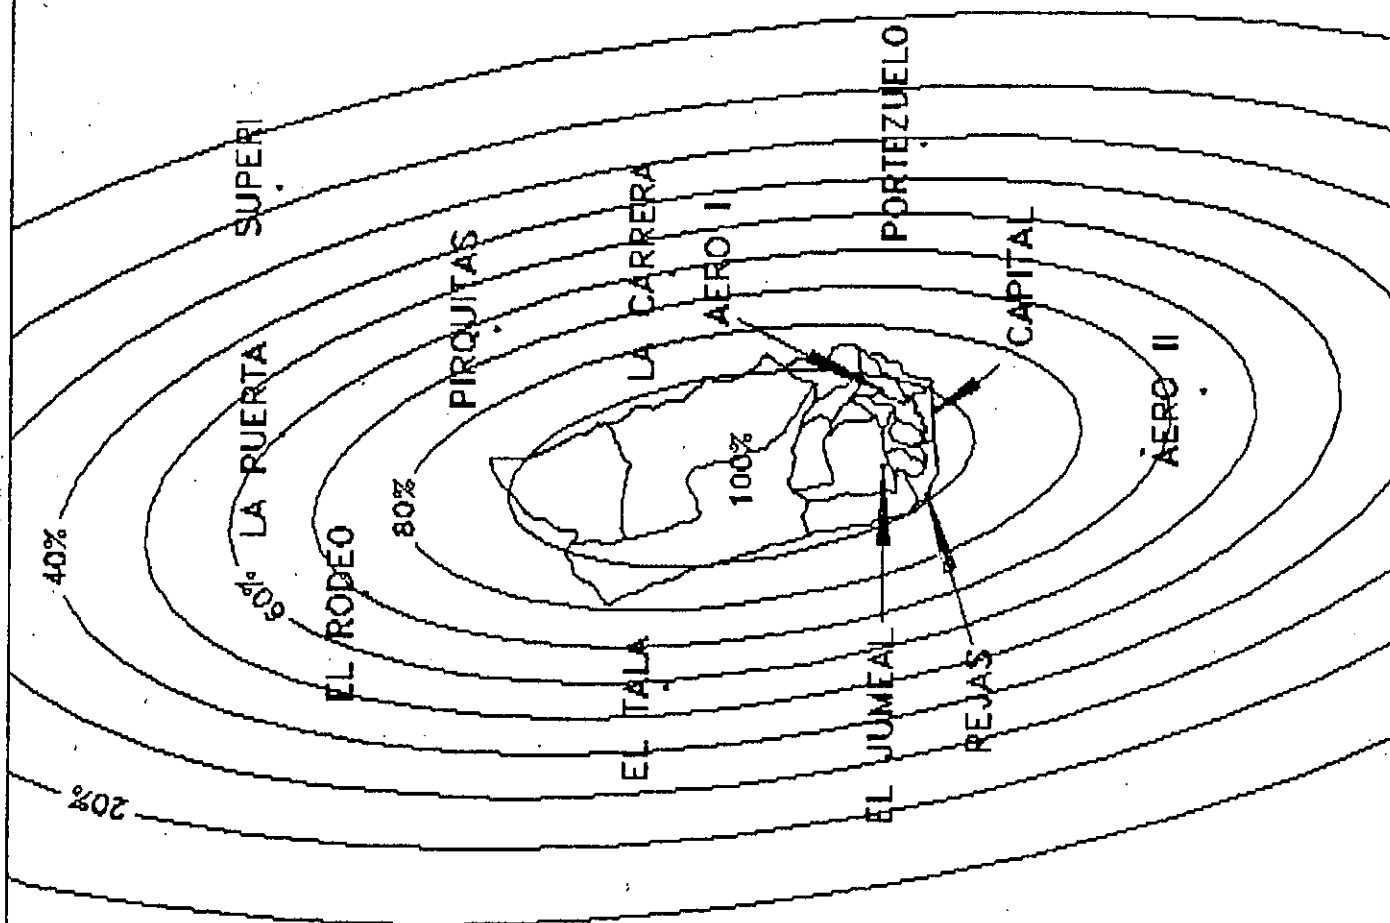 SUPERI
LA PUERTA
40%
60%
EL RODEO
80%
PIRQUITAS
20%
LA CARRERA
EL TALA
AERO I
100%
PORTEZUELO
EL JUMEAL
CAPITAL
REJAS
AERO II